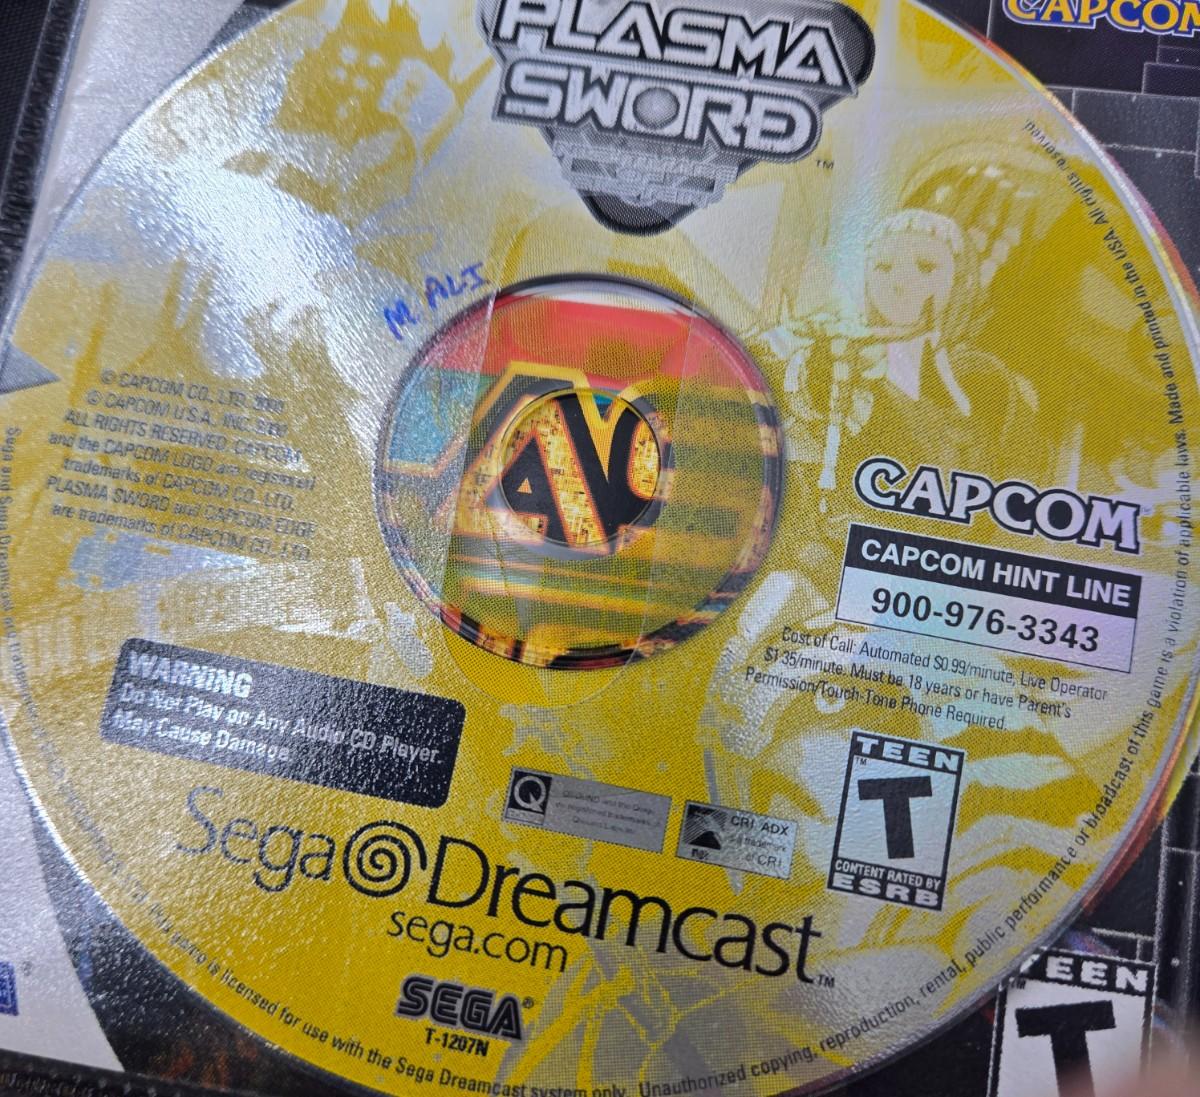 CAPCOM
PLASMA
SWORD
™
M. ALI
© CAPCOM CO., LTD. 2000
© CAPCOM U.S.A., INC. 2000
ALL RIGHTS RESERVED. CAPCOM
and the CAPCOM LOGO are registered
trademarks of CAPCOM CO., LTD.
PLASMA SWORD and CAPCOM EDGE
are trademarks of CAPCOM CO., LTD.
CAPCOM
CAPCOM HINT LINE
900-976-3343
Cost of Call: Automated $0.99/minute, Live Operator
$1.35/minute. Must be 18 years or have Parent's
Permission/Touch-Tone Phone Required.
WARNING
Do Not Play on Any Audio CD Player.
May Cause Damage.
Q
CRI ADX
of CRI
TEEN
T
CONTENT RATED BY
ESRB
Sega Dreamcast™
sega.com
SEGA®
T-1207N
is licensed for use with the Sega Dreamcast system only. Unauthorized copying, reproduction, rental, public performance or broadcast of this game is a violation of applicable laws. Made and printed in the USA. All rights reserved.
TEEN
T